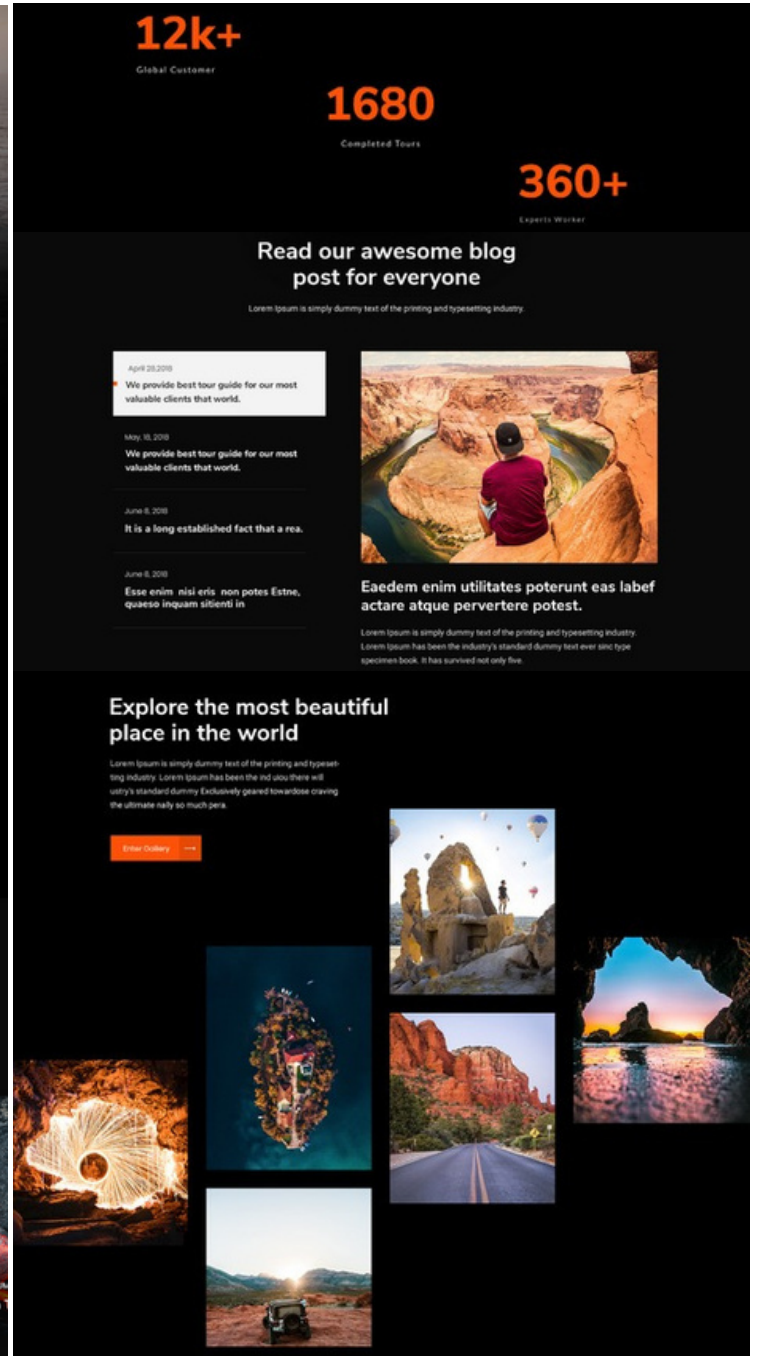 12k+
Global Customer
1680
Completed Tours
360+
Experts Worker
Read our awesome blog
post for everyone
Lorem Ipsum is simply dummy text of the printing and typesetting industry.
April 28,2018
We provide best tour guide for our most
valuable clients that world.
May, 18, 2018
We provide best tour guide for our most
valuable clients that world.
June 8, 2018
It is a long established fact that a rea.
June 8, 2018
Esse enim nisi eris non potes Estne,
quaeso inquam sitienti in
Eaedem enim utilitates poterunt eas labef
actare atque pervertere potest.
Lorem Ipsum is simply dummy text of the printing and typesetting industry.
Lorem Ipsum has been the industry's standard dummy text ever sinc type
specimen book. It has survived not only five.
Explore the most beautiful
place in the world
Lorem Ipsum is simply dummy text of the printing and typeset-
ting industry. Lorem Ipsum has been the ind ulou there will
ustry's standard dummy Exclusively geared towardose craving
the ultimate nally so much pera.
Enter Gallery